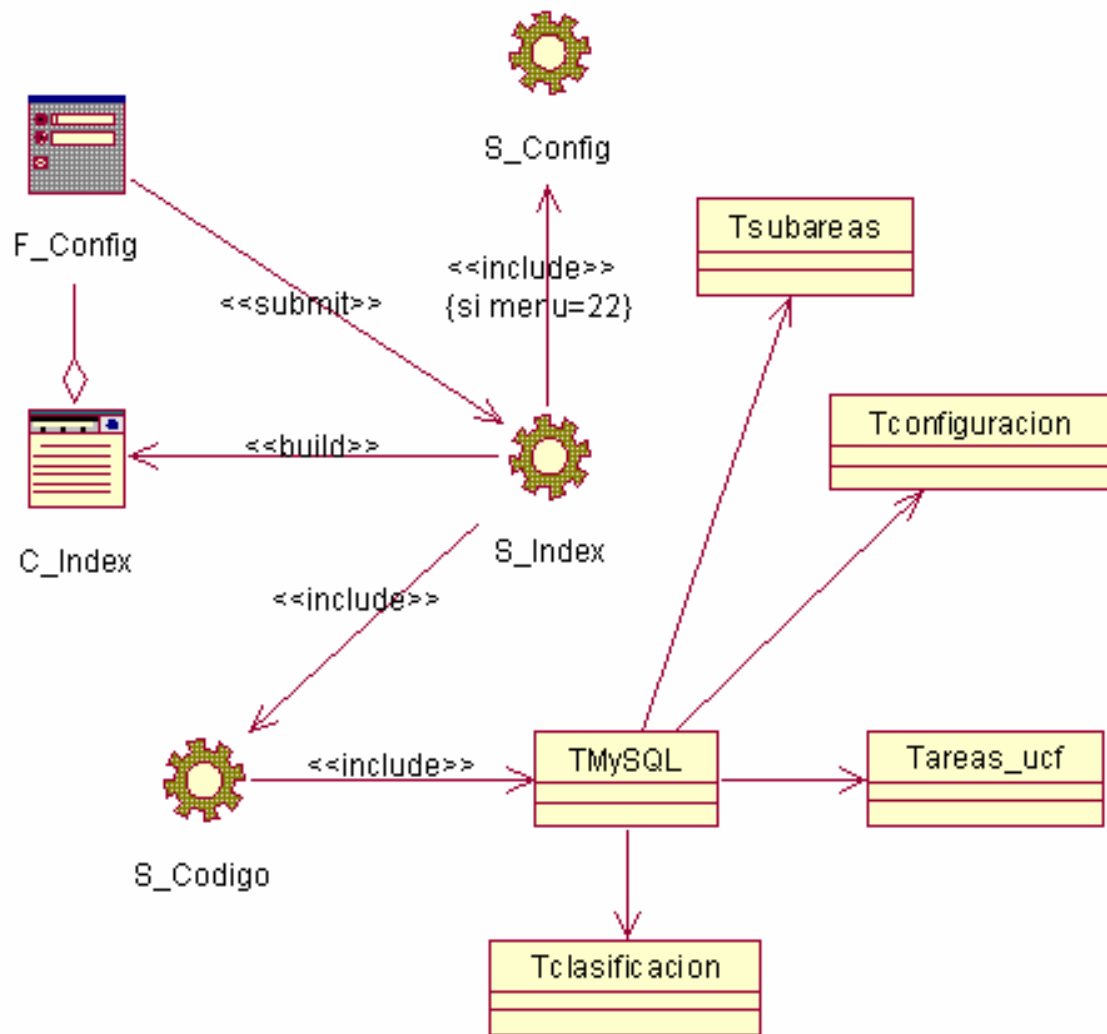 S_Config
F_Config
Tsubareas
<<include>>
{si menu=22}
<<submit>>
Tconfiguracion
<<build>>
C_Index
S_Index
<<include>>
<<include>>
TMySQL
Tareas_ucf
S_Codigo
Tclasificacion